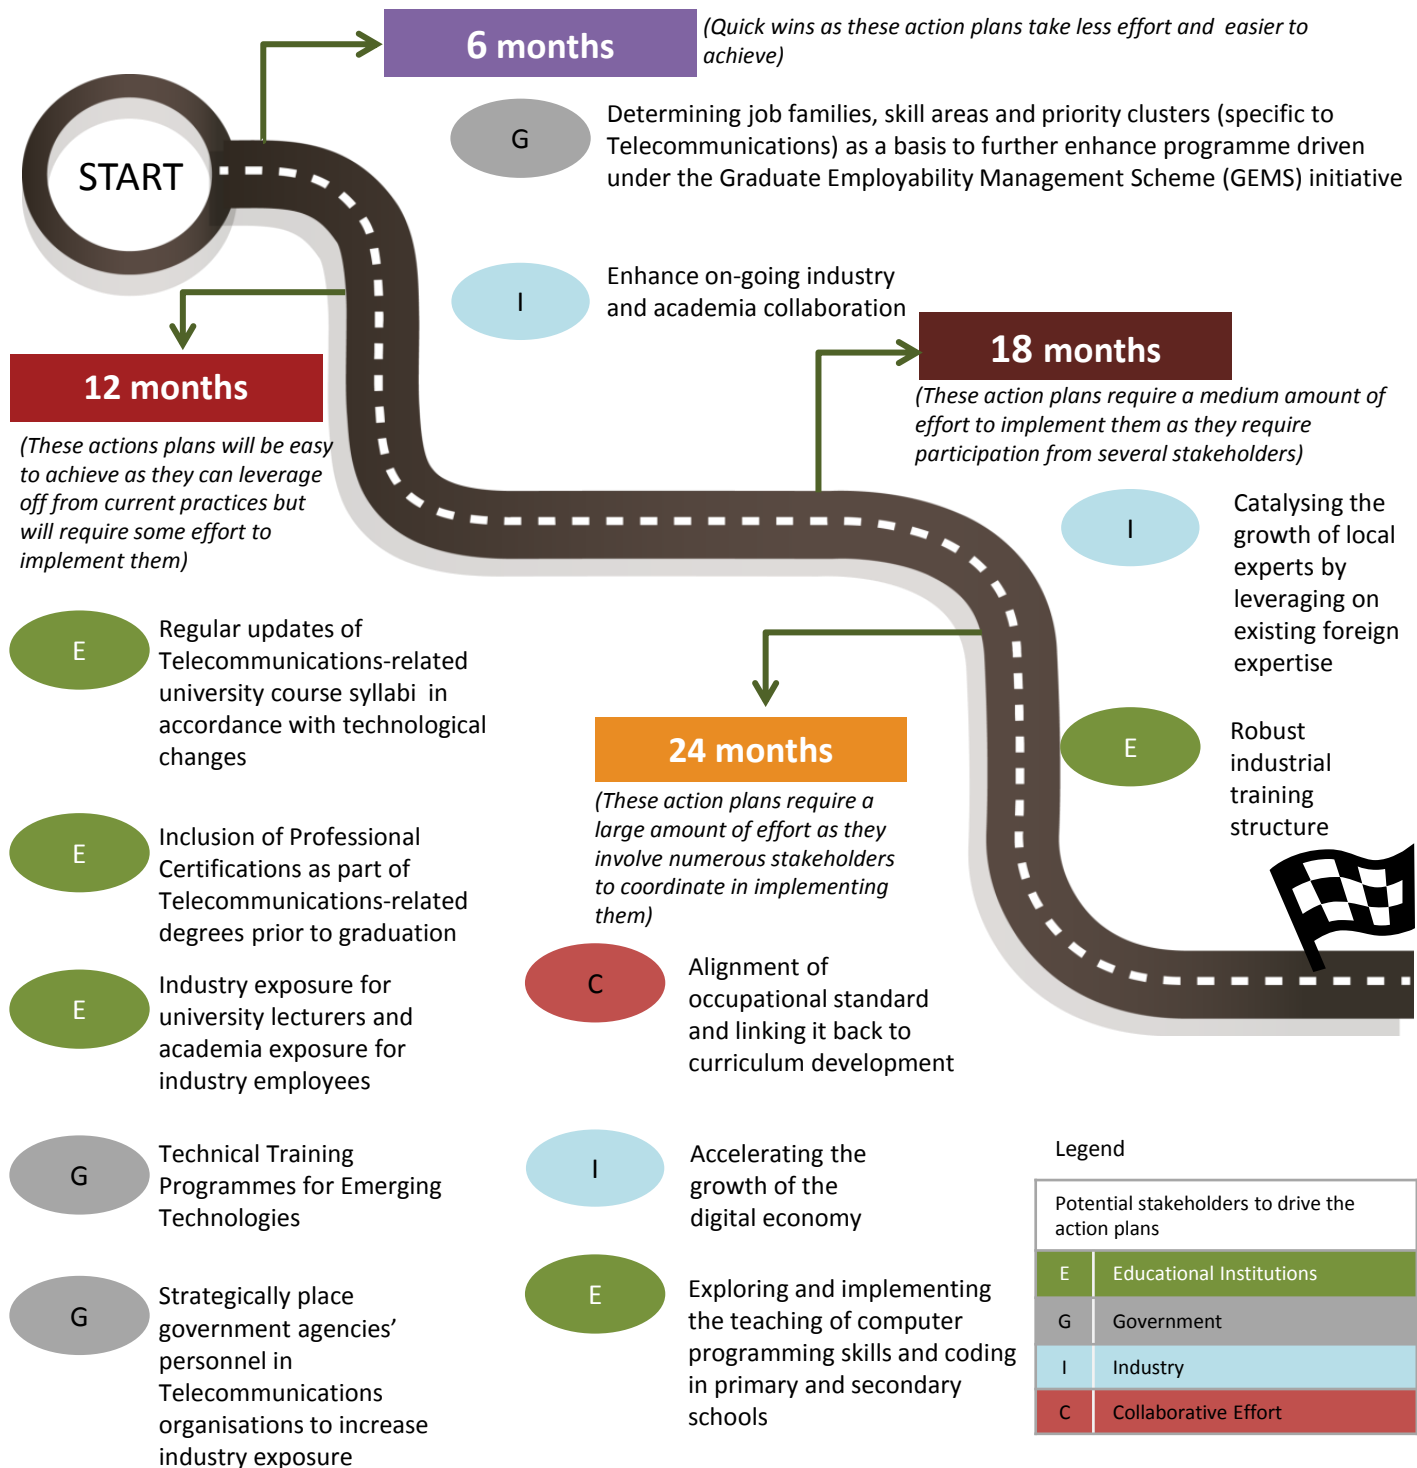 6 months
(Quick wins as these action plans take less effort and  easier to
achieve)
G
Determining job families, skill areas and priority clusters (specific to
Telecommunications) as a basis to further enhance programme driven
under the Graduate Employability Management Scheme (GEMS) initiative
START
I
Enhance on-going industry
and academia collaboration
12 months
(These actions plans will be easy
to achieve as they can leverage
off from current practices but
will require some effort to
implement them)
E
Regular updates of
Telecommunications-related
university course syllabi  in
accordance with technological
changes
E
Inclusion of Professional
Certifications as part of
Telecommunications-related
degrees prior to graduation
E
Industry exposure for
university lecturers and
academia exposure for
industry employees
G
Technical Training
Programmes for Emerging
Technologies
G
Strategically place
government agencies’
personnel in
Telecommunications
organisations to increase
industry exposure
18 months
(These action plans require a medium amount of
effort to implement them as they require
participation from several stakeholders)
I
Catalysing the
growth of local
experts by
leveraging on
existing foreign
expertise
E
Robust
industrial
training
structure
24 months
(These action plans require a
large amount of effort as they
involve numerous stakeholders
to coordinate in implementing
them)
C
Alignment of
occupational standard
and linking it back to
curriculum development
I
Accelerating the
growth of the
digital economy
E
Exploring and implementing
the teaching of computer
programming skills and coding
in primary and secondary
schools
Legend
Potential stakeholders to drive the
action plans
E Educational Institutions
G Government
I Industry
C Collaborative Effort